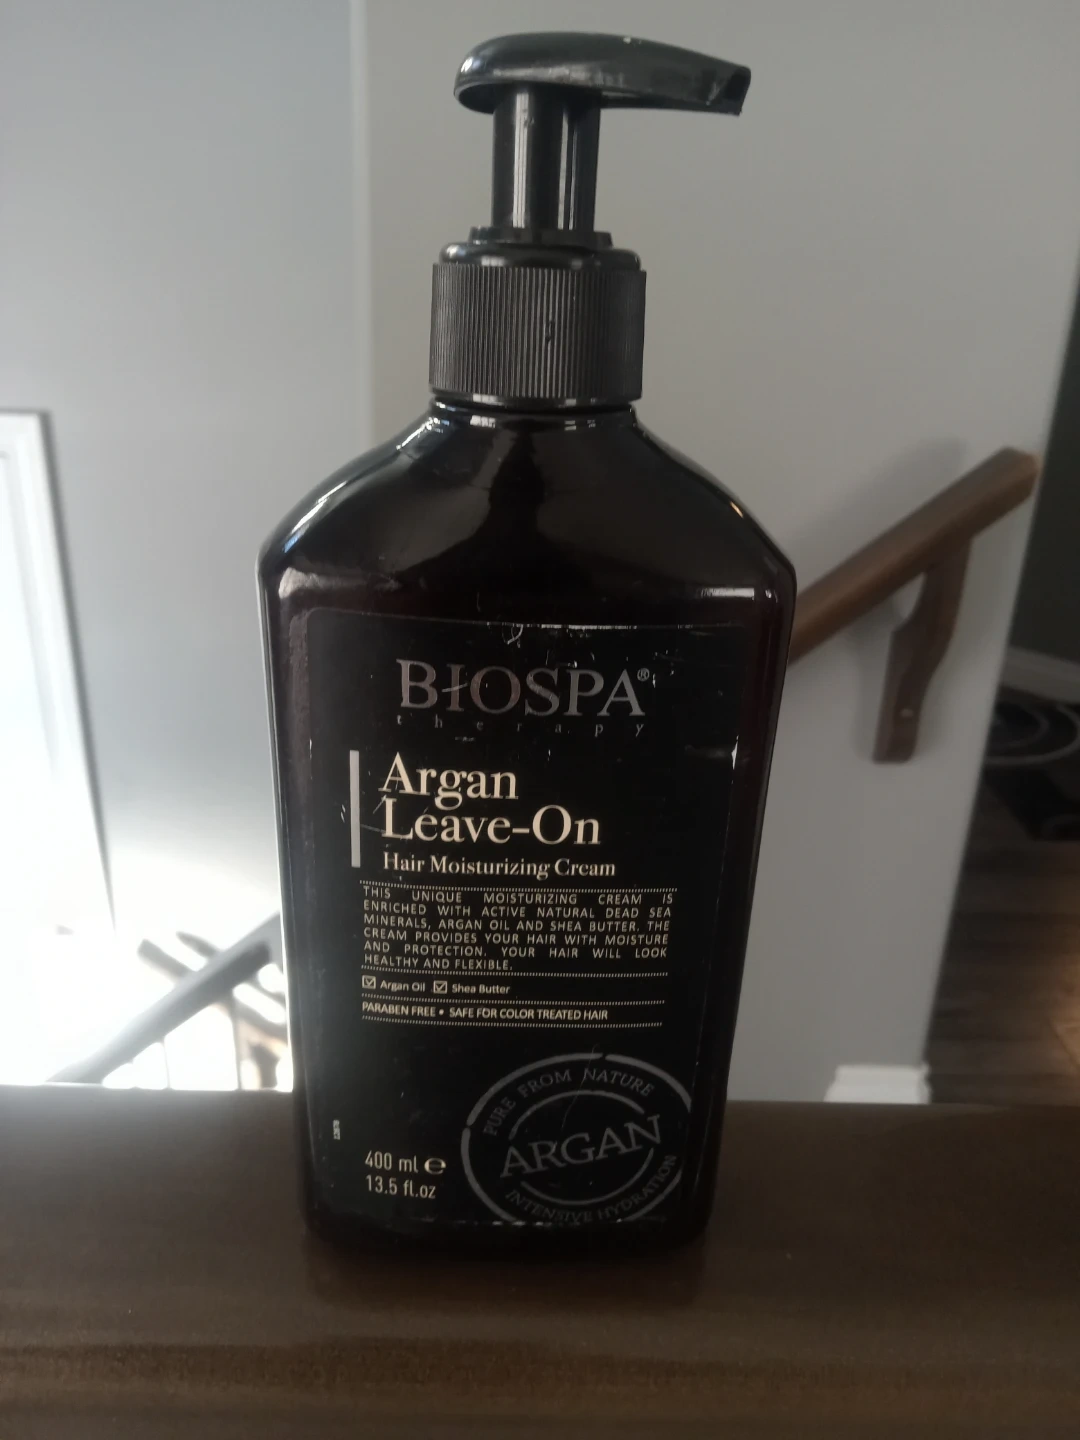 BIOSPA®
therapy
Argan
Leave-On
Hair Moisturizing Cream
THIS UNIQUE MOISTURIZING CREAM IS
ENRICHED WITH ACTIVE NATURAL DEAD SEA
MINERALS, ARGAN OIL AND SHEA BUTTER. THE
CREAM PROVIDES YOUR HAIR WITH MOISTURE
AND PROTECTION. YOUR HAIR WILL LOOK
HEALTHY AND FLEXIBLE.
☑ Argan Oil ☑ Shea Butter
PARABEN FREE • SAFE FOR COLOR TREATED HAIR
PURE FROM NATURE
ARGAN
INTENSIVE HYDRATION
400 ml ℮
13.5 fl.oz